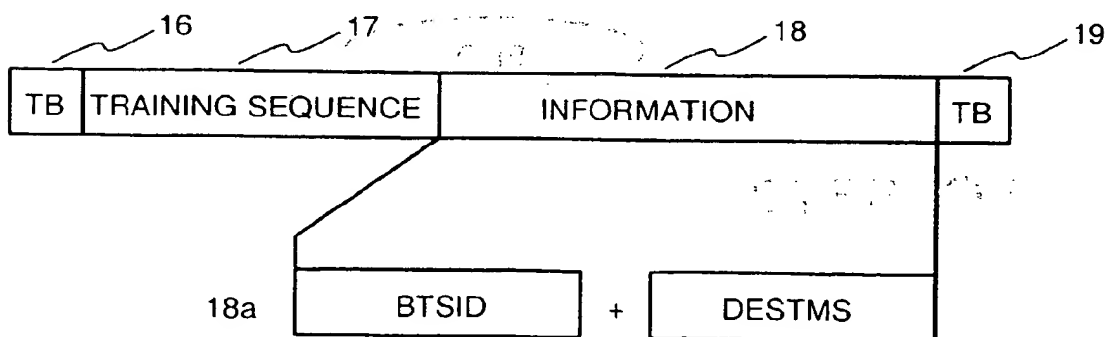 16 17 18 19
TB TRAINING SEQUENCE INFORMATION TB
18a BTSID + DESTMS